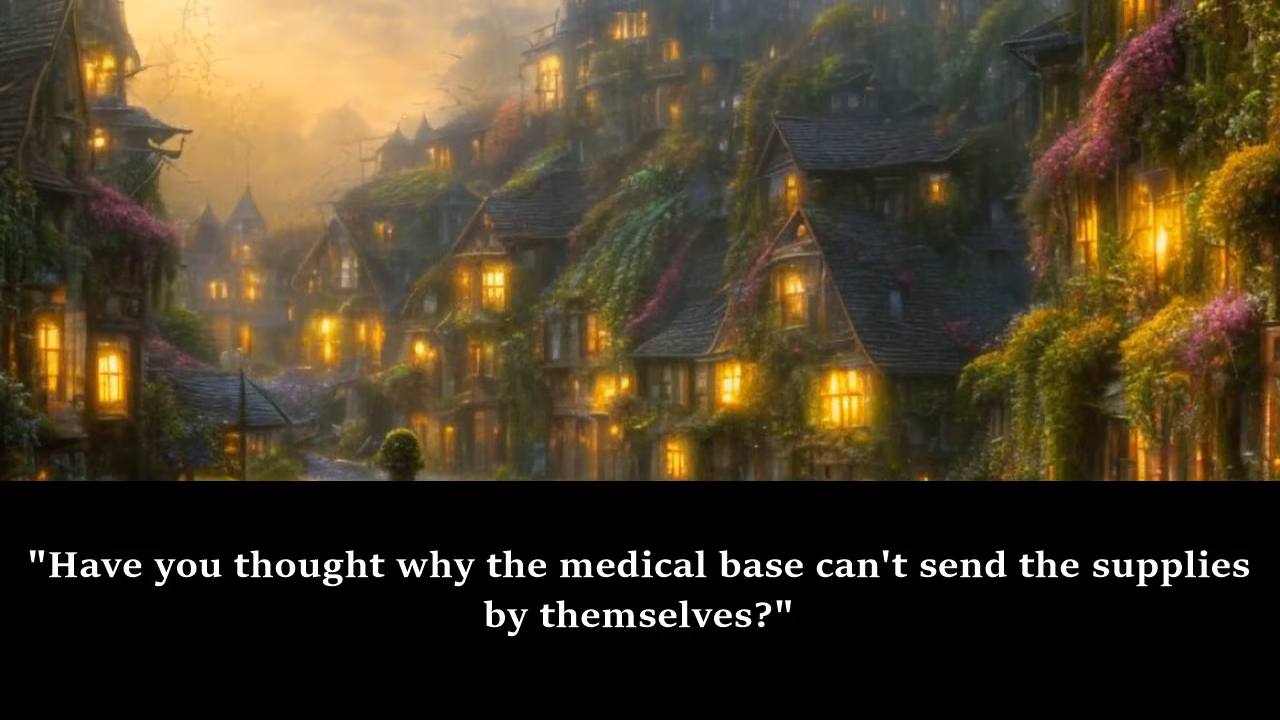 "Have you thought why the medical base can't send the supplies
by themselves?"